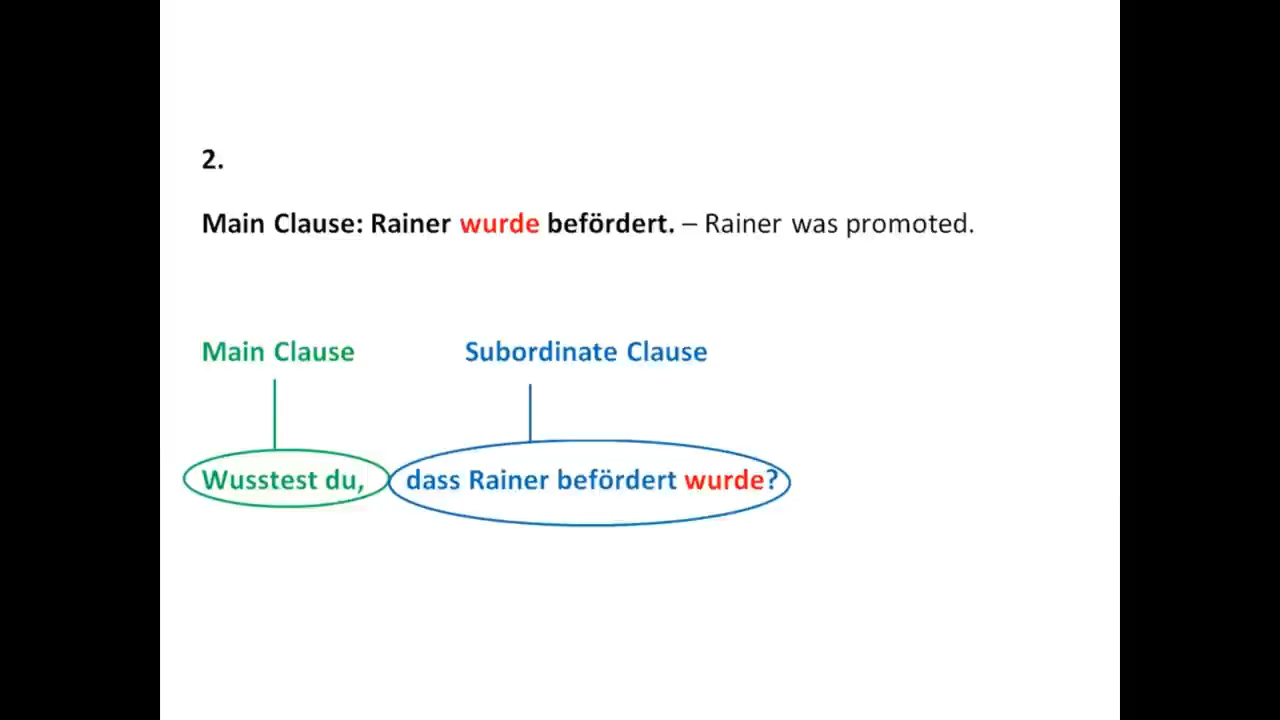 2.
Main Clause: Rainer wurde befördert. – Rainer was promoted.
Main Clause Subordinate Clause
Wusstest du, dass Rainer befördert wurde?